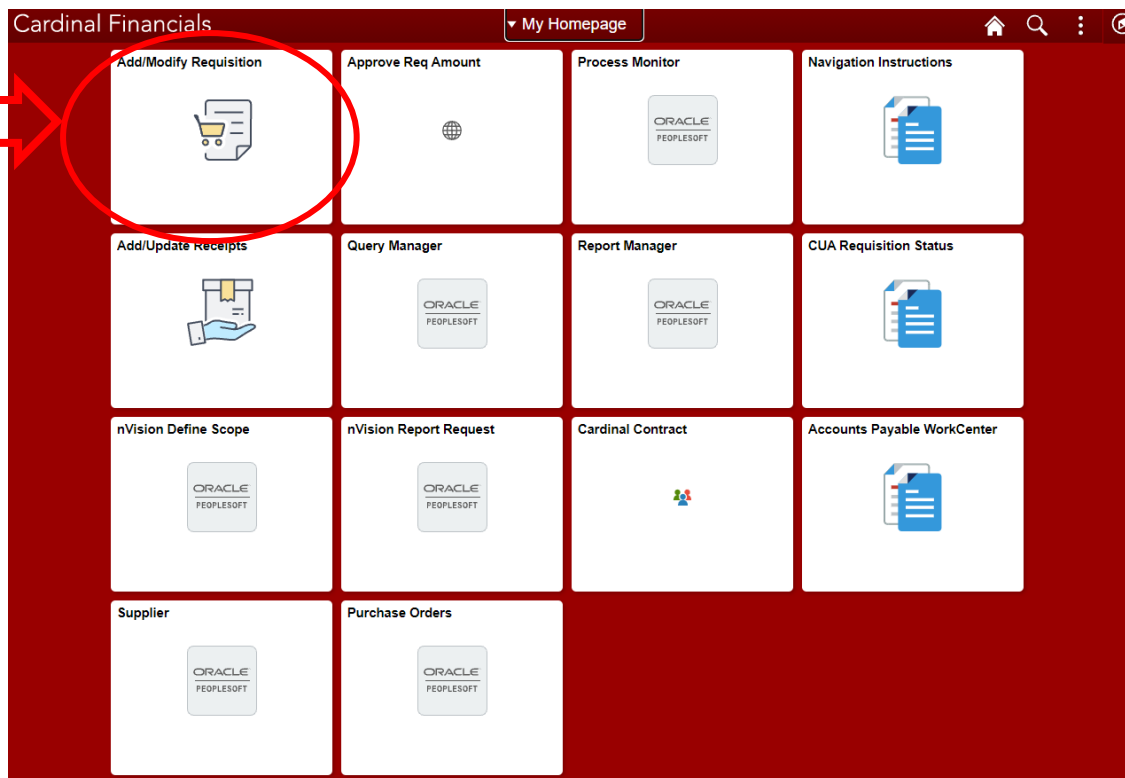 Cardinal Financials
My Homepage
Add/Modify Requisition
Approve Req Amount
Process Monitor
ORACLE
PEOPLESOFT
Navigation Instructions
Add/Update Receipts
Query Manager
ORACLE
PEOPLESOFT
Report Manager
ORACLE
PEOPLESOFT
CUA Requisition Status
nVision Define Scope
ORACLE
PEOPLESOFT
nVision Report Request
ORACLE
PEOPLESOFT
Cardinal Contract
Accounts Payable WorkCenter
Supplier
ORACLE
PEOPLESOFT
Purchase Orders
ORACLE
PEOPLESOFT